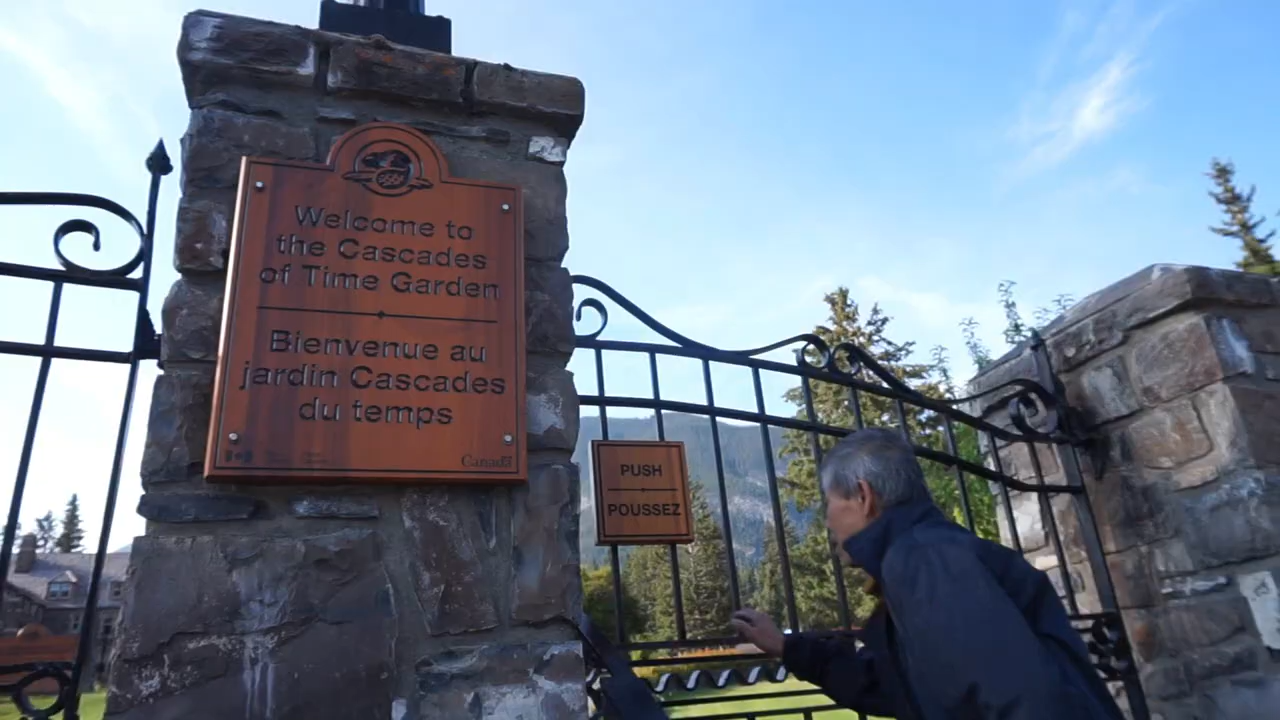 Welcome to
the Cascades
of Time Garden
Bienvenue au
jardin Cascades
du temps
Canada
PUSH
POUSSEZ